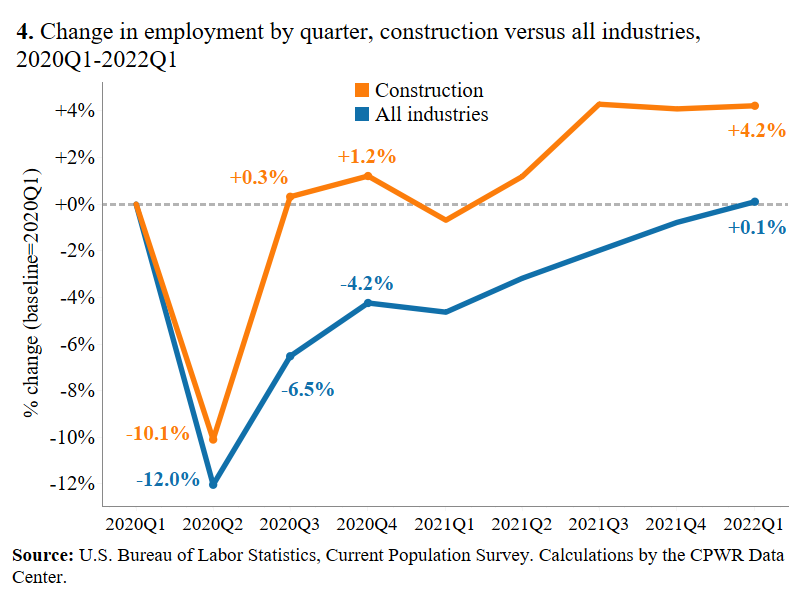 4. Change in employment by quarter, construction versus all industries,
2020Q1-2022Q1
Construction
All industries
% change (baseline=2020Q1)
+4%
+2%
+0%
-2%
-4%
-6%
-8%
-10%
-12%
+0.3%
+1.2%
+4.2%
+0.1%
-4.2%
-6.5%
-10.1%
-12.0%
2020Q1 2020Q2 2020Q3 2020Q4 2021Q1 2021Q2 2021Q3 2021Q4 2022Q1
Source: U.S. Bureau of Labor Statistics, Current Population Survey. Calculations by the CPWR Data
Center.